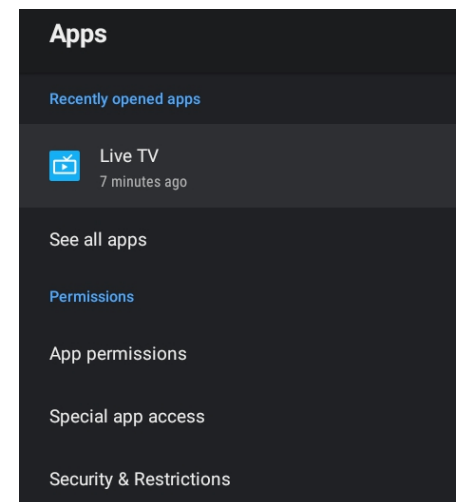 Apps
Recently opened apps
Live TV
7 minutes ago
See all apps
Permissions
App permissions
Special app access
Security & Restrictions